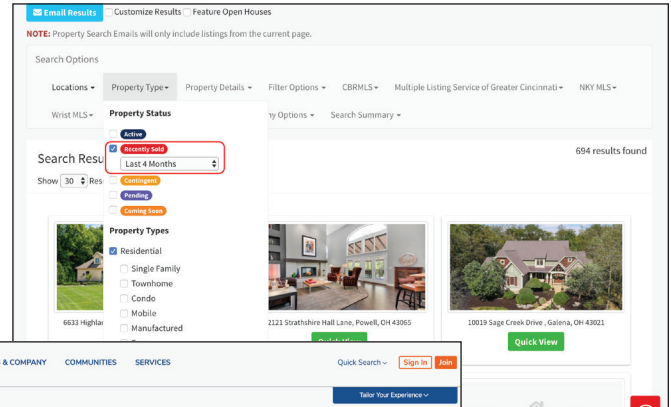 Email Results Customize Results Feature Open Houses
NOTE: Property Search Emails will only include listings from the current page.
Search Options
Locations Property Type Property Details Filter Options CBRMLS Multiple Listing Service of Greater Cincinnati NKY MLS
Wrist MLS ny Options Search Summary
Property Status
Active
Recently Sold
Last 4 Months
Contingent
Pending
Coming Soon
Property Types
Residential
Single Family
Townhome
Condo
Mobile
Manufactured
Search Resu
694 results found
Show 30 Res
6633 Highlan
2121 Strathshire Hall Lane, Powell, OH 43065
10019 Sage Creek Drive , Galena, OH 43021
Quick View
& COMPANY COMMUNITIES SERVICES Quick Search Sign In Join
Tailor Your Experience